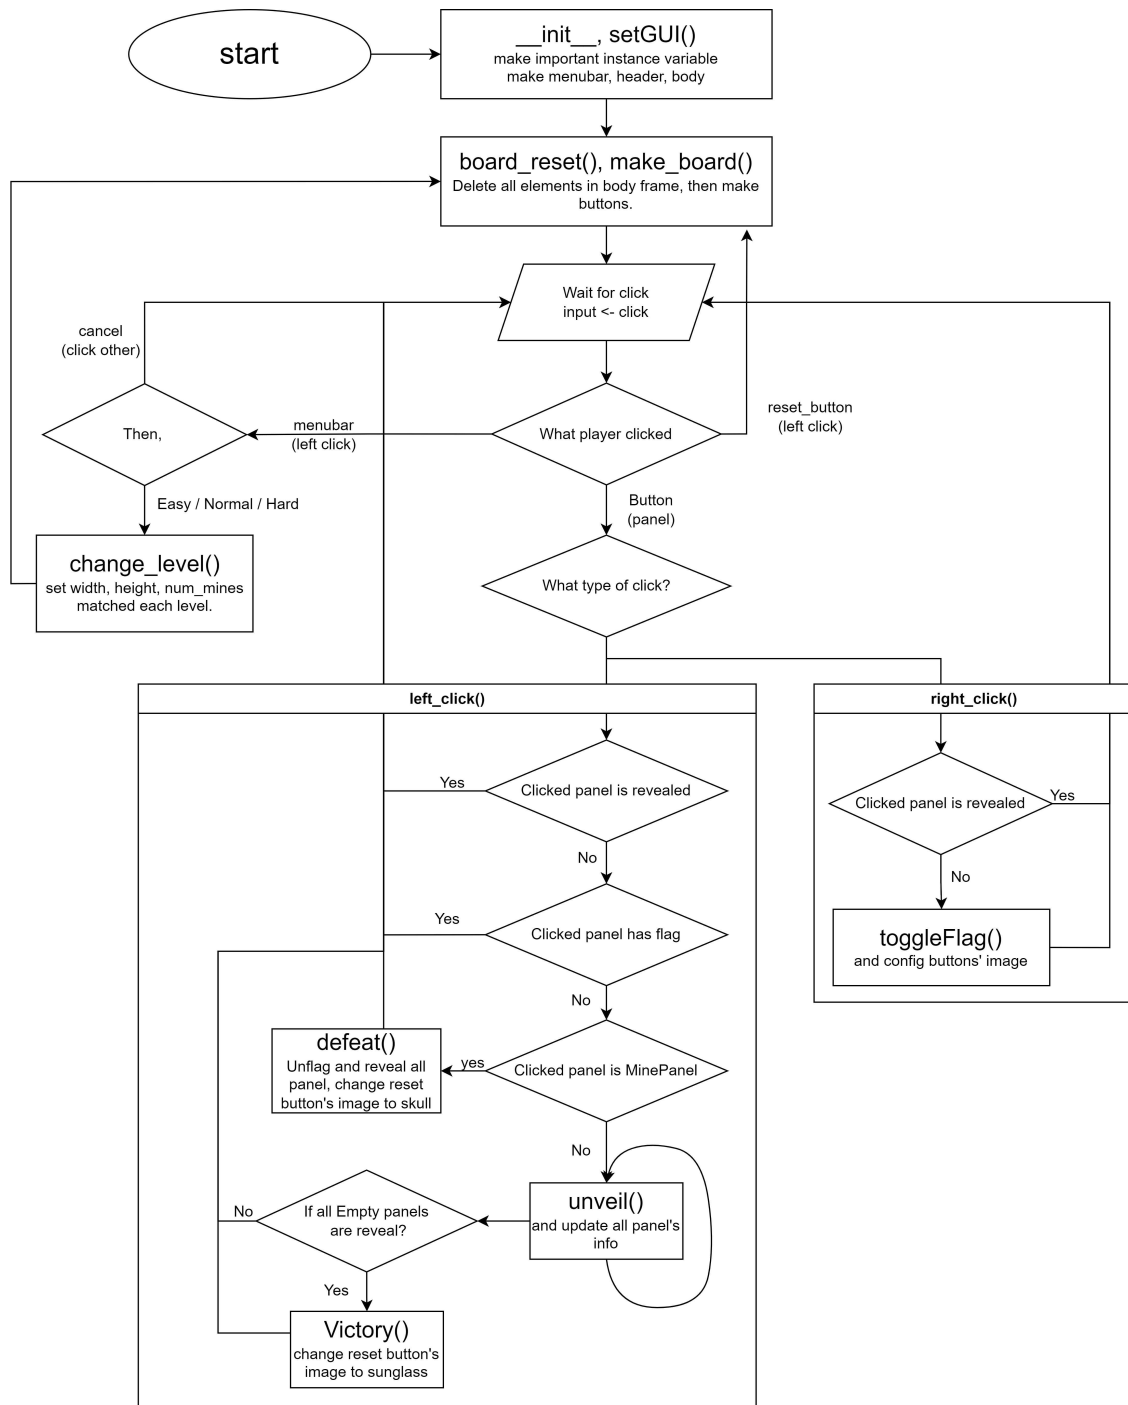 start
__init__, setGUI()
make important instance variable
make menubar, header, body
board_reset(), make_board()
Delete all elements in body frame, then make
buttons.
Wait for click
input <- click
cancel
(click other)
Then,
menubar
(left click)
What player clicked
reset_button
(left click)
Easy / Normal / Hard
Button
(panel)
change_level()
set width, height, num_mines
matched each level.
What type of click?
left_click()
Yes
Clicked panel is revealed
No
Yes
Clicked panel has flag
No
defeat()
Unflag and reveal all
panel, change reset
button's image to skull
yes
Clicked panel is MinePanel
No
unveil()
and update all panel's
info
If all Empty panels
are reveal?
No
Yes
Victory()
change reset button's
image to sunglass
right_click()
Clicked panel is revealed
Yes
No
toggleFlag()
and config buttons' image